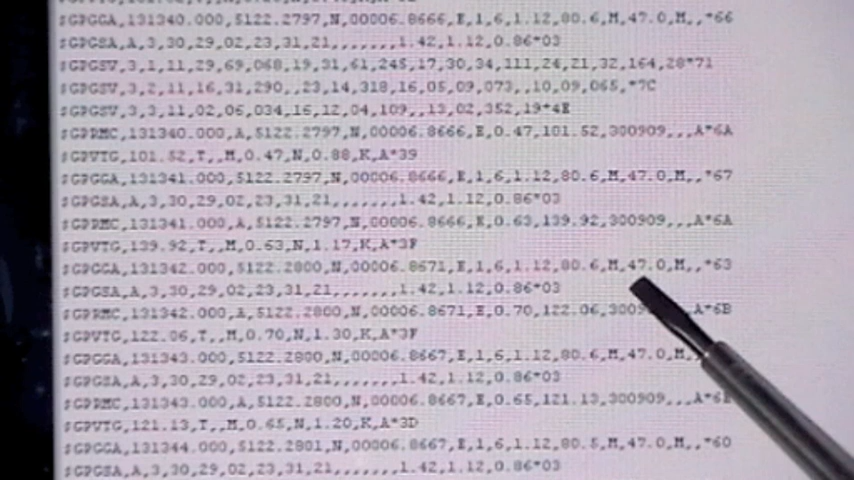 $GPGGA,131340.000,5122.2797,N,00006.8666,E,1,6,1.12,80.6,M,47.0,M,,*66
$GPGSA,A,3,30,29,02,23,31,21,,,,,,,1.42,1.12,0.86*03
$GPGSV,3,1,11,29,69,068,19,31,61,245,17,30,34,111,24,21,32,164,28*71
$GPGSV,3,2,11,16,31,290,,23,14,318,16,05,09,073,,10,09,065,*7C
$GPGSV,3,3,11,02,06,034,16,12,04,109,,13,02,352,19*4E
$GPRMC,131340.000,A,5122.2797,N,00006.8666,E,0.47,101.52,300909,,,A*6A
$GPVTG,101.52,T,,M,0.47,N,0.88,K,A*39
$GPGGA,131341.000,5122.2797,N,00006.8666,E,1,6,1.12,80.6,M,47.0,M,,*67
$GPGSA,A,3,30,29,02,23,31,21,,,,,,,1.42,1.12,0.86*03
$GPRMC,131341.000,A,5122.2797,N,00006.8666,E,0.63,139.92,300909,,,A*6A
$GPVTG,139.92,T,,M,0.63,N,1.17,K,A*3F
$GPGGA,131342.000,5122.2800,N,00006.8671,E,1,6,1.12,80.6,M,47.0,M,,*63
$GPGSA,A,3,30,29,02,23,31,21,,,,,,,1.42,1.12,0.86*03
$GPRMC,131342.000,A,5122.2800,N,00006.8671,E,0.70,122.06,3009 A*6B
$GPVTG,122.06,T,,M,0.70,N,1.30,K,A*3F
$GPGGA,131343.000,5122.2800,N,00006.8667,E,1,6,1.12,80.6,M,47.0,M,
$GPGSA,A,3,30,29,02,23,31,21,,,,,,,1.42,1.12,0.86*03
$GPRMC,131343.000,A,5122.2800,N,00006.8667,E,0.65,121.13,300909,,,A*6
$GPVTG,121.13,T,,M,0.65,N,1.20,K,A*3D
$GPGGA,131344.000,5122.2801,N,00006.8667,E,1,6,1.12,80.5,M,47.0,M,,*60
$GPGSA,A,3,30,29,02,23,31,21,,,,,,,1.42,1.12,0.86*03